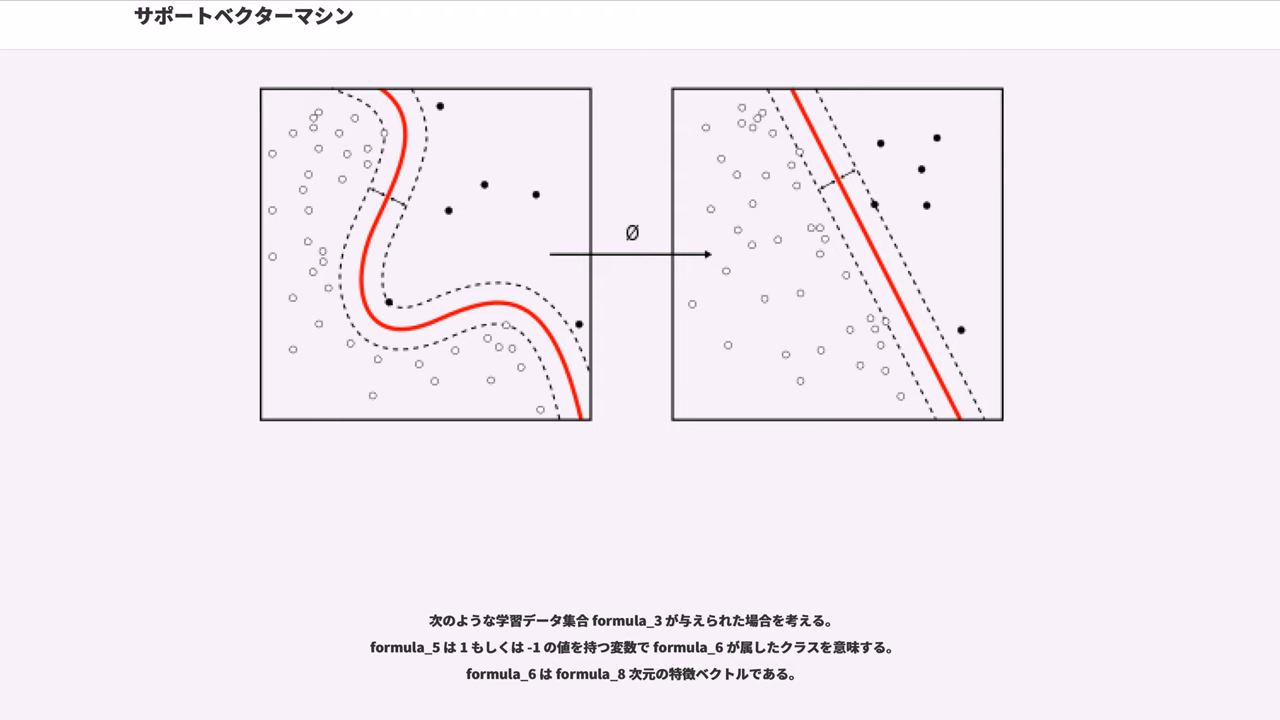 サポートベクターマシン
Ø
次のような学習データ集合 formula_3 が与えられた場合を考える。
formula_5 は 1 もしくは -1 の値を持つ変数で formula_6 が属したクラスを意味する。
formula_6 は formula_8 次元の特徴ベクトルである。